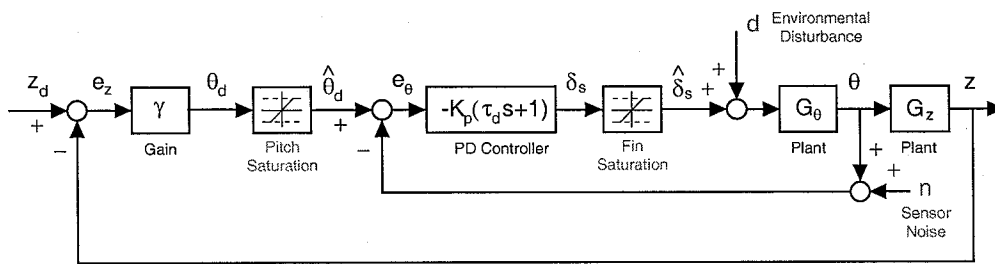 d Environmental
Disturbance
z_d
e_z
θ_d
θ̂_d
e_θ
δ_s
δ̂_s
+
+
θ
z
+
−
γ
+
−
-K_p(τ_d s+1)
G_θ
G_z
Gain
Pitch
Saturation
PD Controller
Fin
Saturation
Plant
Plant
+
+
n
Sensor
Noise